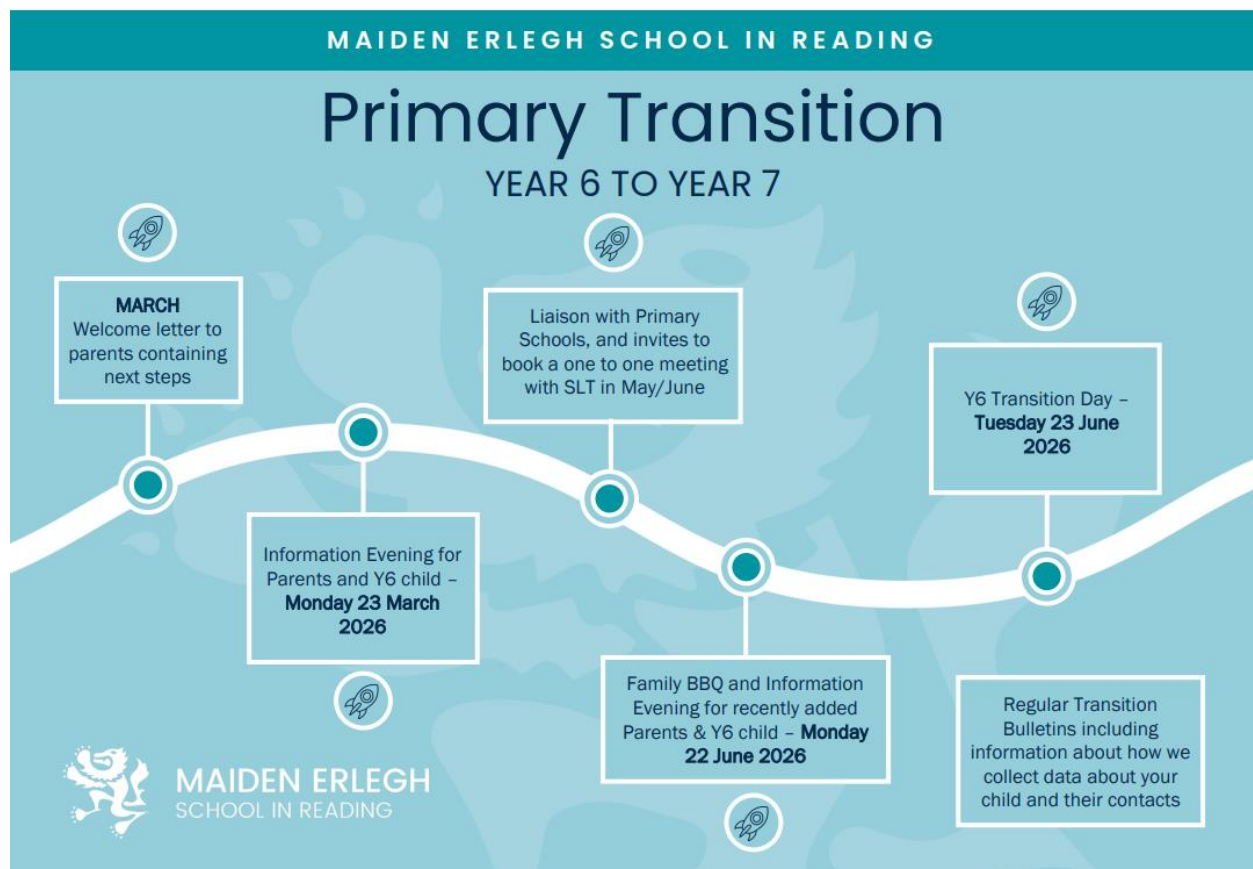 MAIDEN ERLEGH SCHOOL IN READING
Primary Transition
YEAR 6 TO YEAR 7
MARCH
Welcome letter to
parents containing
next steps
Information Evening for
Parents and Y6 child –
Monday 23 March
2026
Liaison with Primary
Schools, and invites to
book a one to one meeting
with SLT in May/June
Family BBQ and Information
Evening for recently added
Parents & Y6 child – Monday
22 June 2026
Y6 Transition Day –
Tuesday 23 June
2026
Regular Transition
Bulletins including
information about how we
collect data about your
child and their contacts
MAIDEN ERLEGH
SCHOOL IN READING